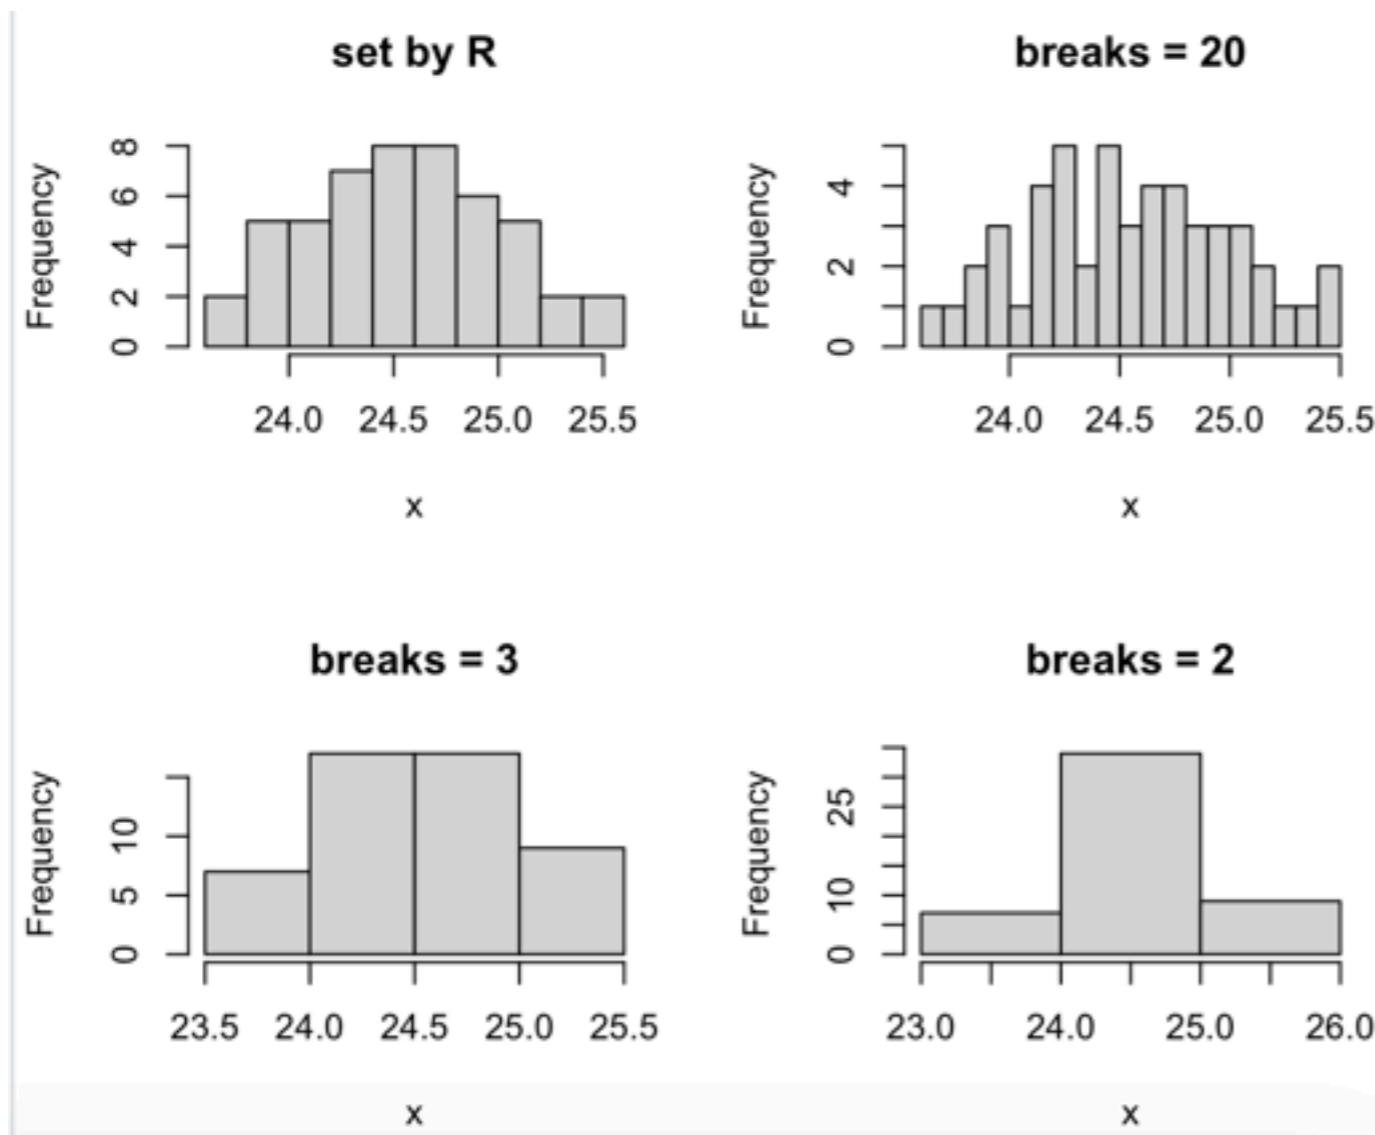 set by R
Frequency
0 2 4 6 8
24.0 24.5 25.0 25.5
x
breaks = 20
Frequency
0 2 4
24.0 24.5 25.0 25.5
x
breaks = 3
Frequency
0 5 10
23.5 24.0 24.5 25.0 25.5
x
breaks = 2
Frequency
0 10 25
23.0 24.0 25.0 26.0
x